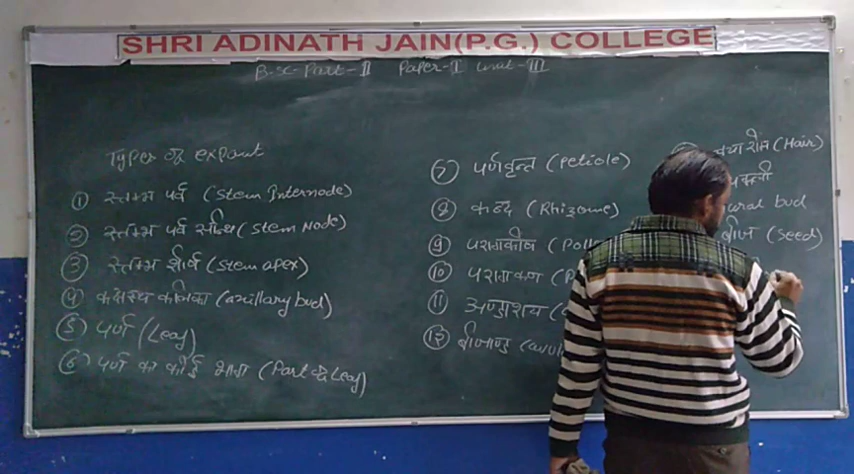 SHRI ADINATH JAIN(P.G.) COLLEGE
B.Sc. Part-II Paper-I Unit-III
Types of explant
① स्तम्भ पर्व (Stem Internode)
② स्तम्भ पर्व सन्धि (Stem Node)
③ स्तम्भ शीर्ष (Stem apex)
④ कक्षस्थ कलिका (axillary bud)
⑤ पर्ण (Leaf)
⑥ पर्ण का कोई भाग (Part of Leaf)
⑦ पर्णवृन्त (Peticle)
⑧ कन्द (Rhizome)
⑨ परागकोष (Poll
⑩ परागकण (P
⑪ अण्डाशय (
⑫ बीजाण्ड (ovul
(Hair)
bud
बीज (Seed)